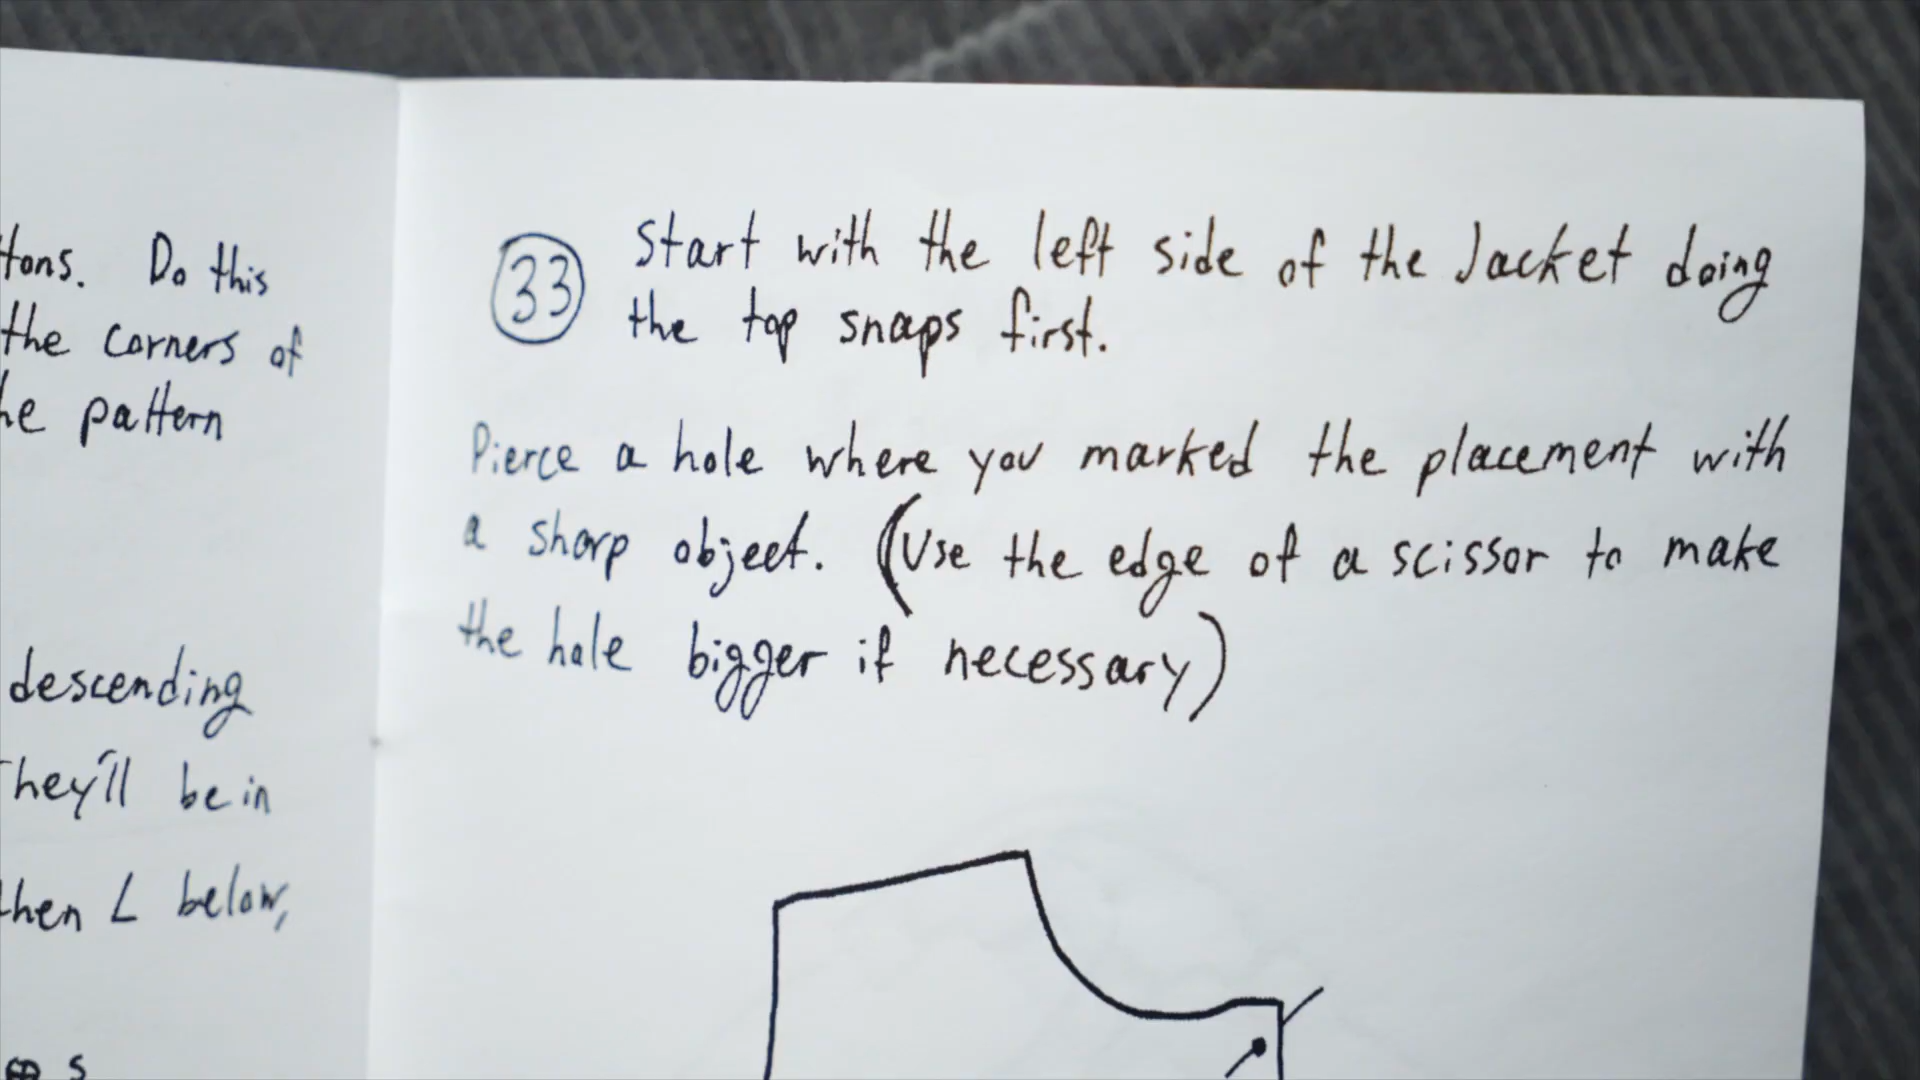 tons. Do this
the corners of
he pattern
descending
They'll be in
then L below,
s
33
Start with the left side of the Jacket doing
the top snaps first.
Pierce a hole where you marked the placement with
a sharp object. (Use the edge of a scissor to make
the hole bigger if necessary)